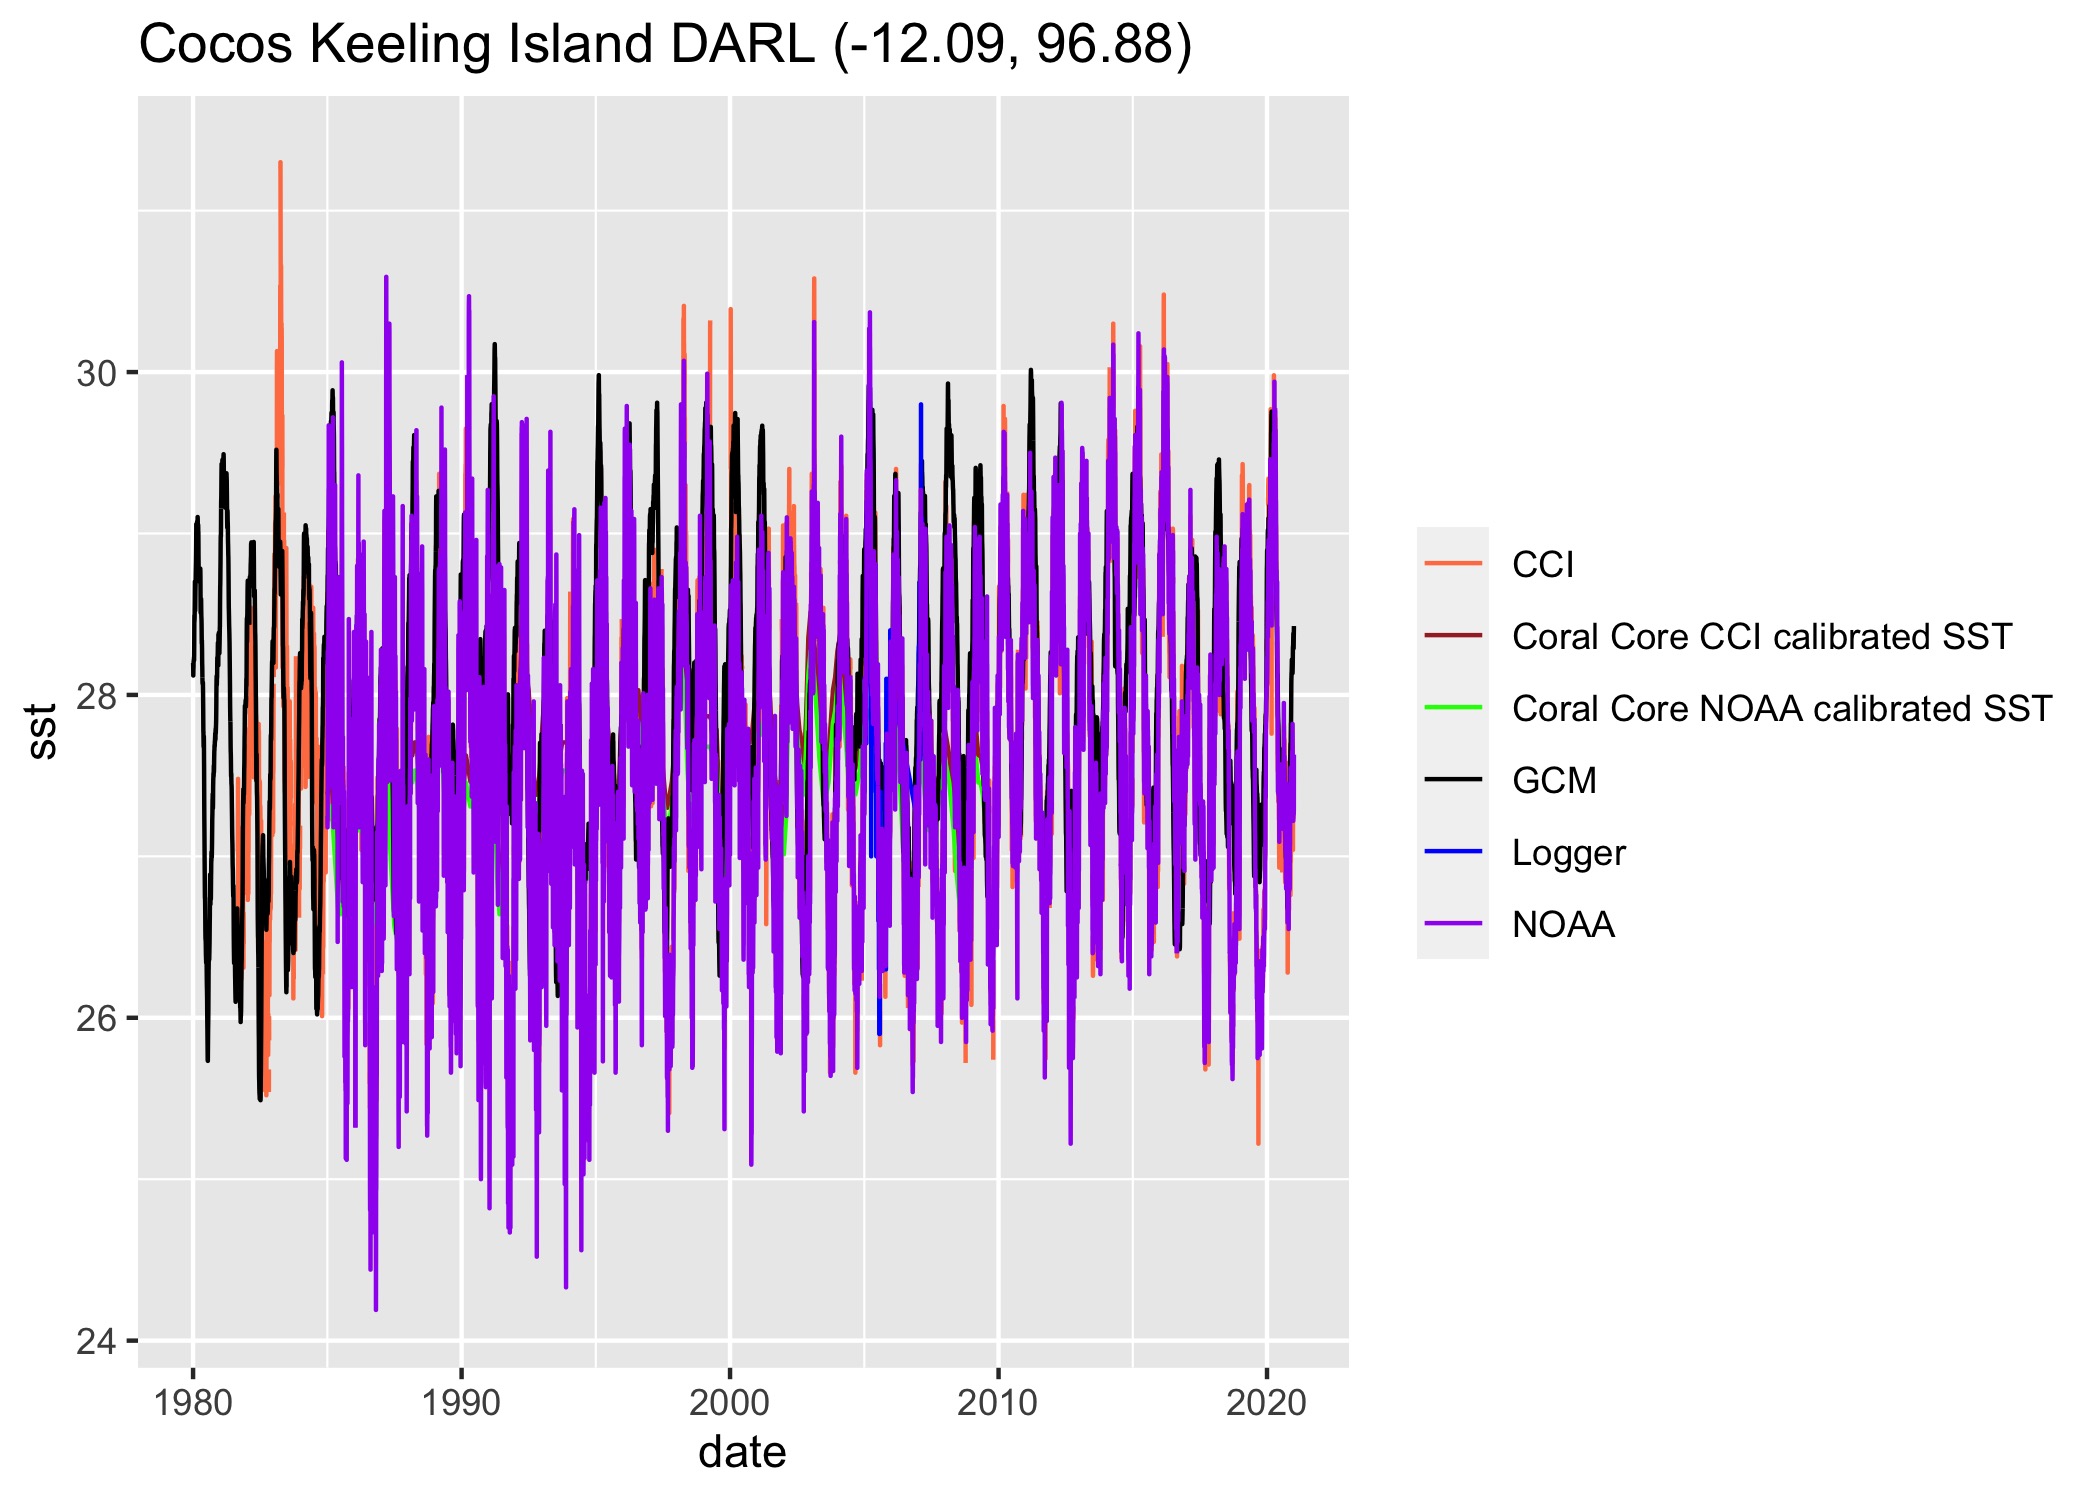 Cocos Keeling Island DARL (-12.09, 96.88)
30
28
26
24
sst
1980 1990 2000 2010 2020
date
CCI
Coral Core CCI calibrated SST
Coral Core NOAA calibrated SST
GCM
Logger
NOAA